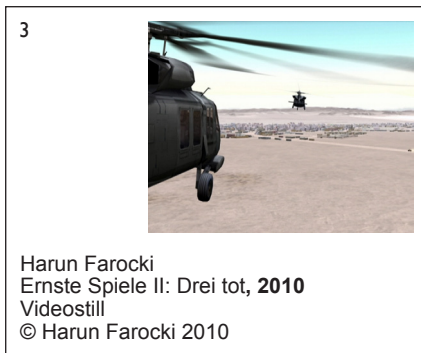 3
Harun Farocki
Ernste Spiele II: Drei tot, 2010
Videostill
© Harun Farocki 2010